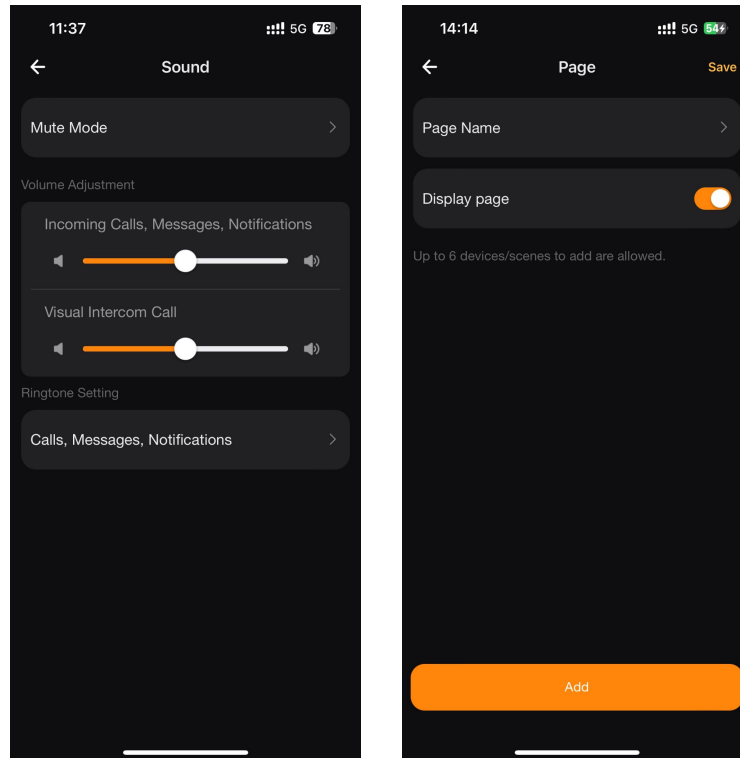 11:37
5G 78
Sound
Mute Mode
Volume Adjustment
Incoming Calls, Messages, Notifications
Visual Intercom Call
Ringtone Setting
Calls, Messages, Notifications
14:14
5G 54
Page
Save
Page Name
Display page
Up to 6 devices/scenes to add are allowed.
Add